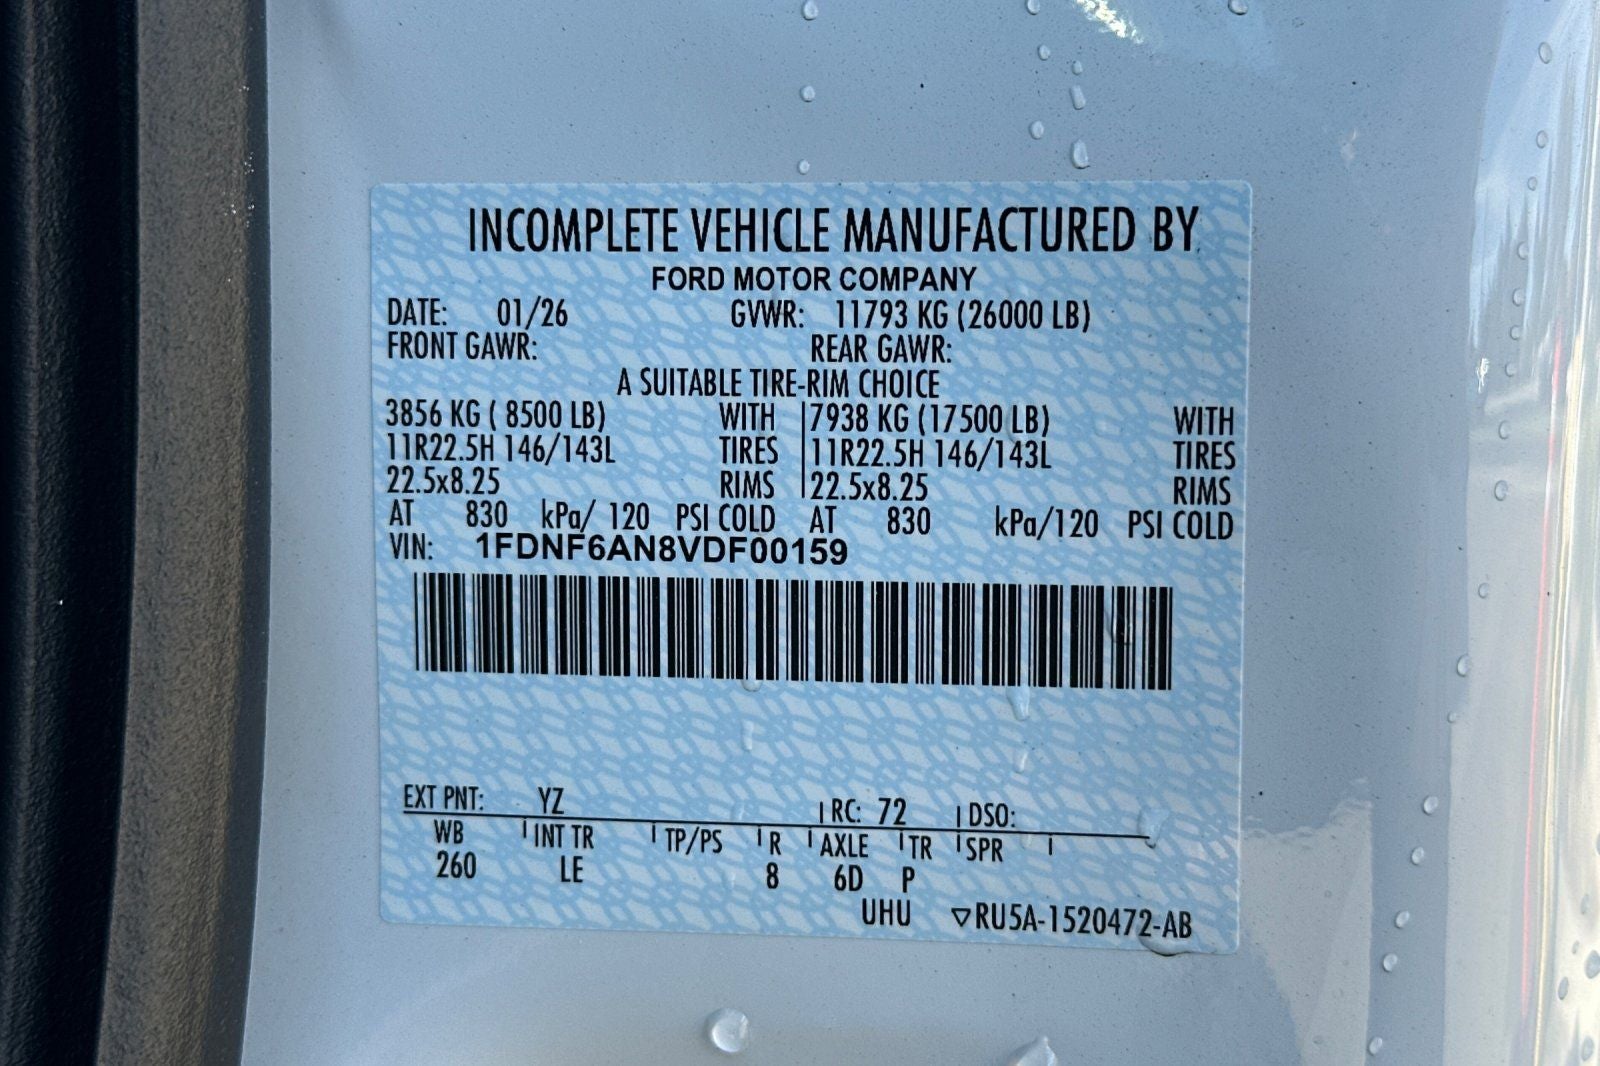 INCOMPLETE VEHICLE MANUFACTURED BY
FORD MOTOR COMPANY
DATE: 01/26 GVWR: 11793 KG (26000 LB)
FRONT GAWR: REAR GAWR:
A SUITABLE TIRE-RIM CHOICE
3856 KG ( 8500 LB) WITH 7938 KG (17500 LB) WITH
11R22.5H 146/143L TIRES 11R22.5H 146/143L TIRES
22.5x8.25 RIMS 22.5x8.25 RIMS
AT 830 kPa/ 120 PSI COLD AT 830 kPa/120 PSI COLD
VIN: 1FDNF6AN8VDF00159
EXT PNT: YZ RC: 72 DSO:
WB INT TR TP/PS R AXLE TR SPR
260 LE 8 6D P
UHU ▽RU5A-1520472-AB